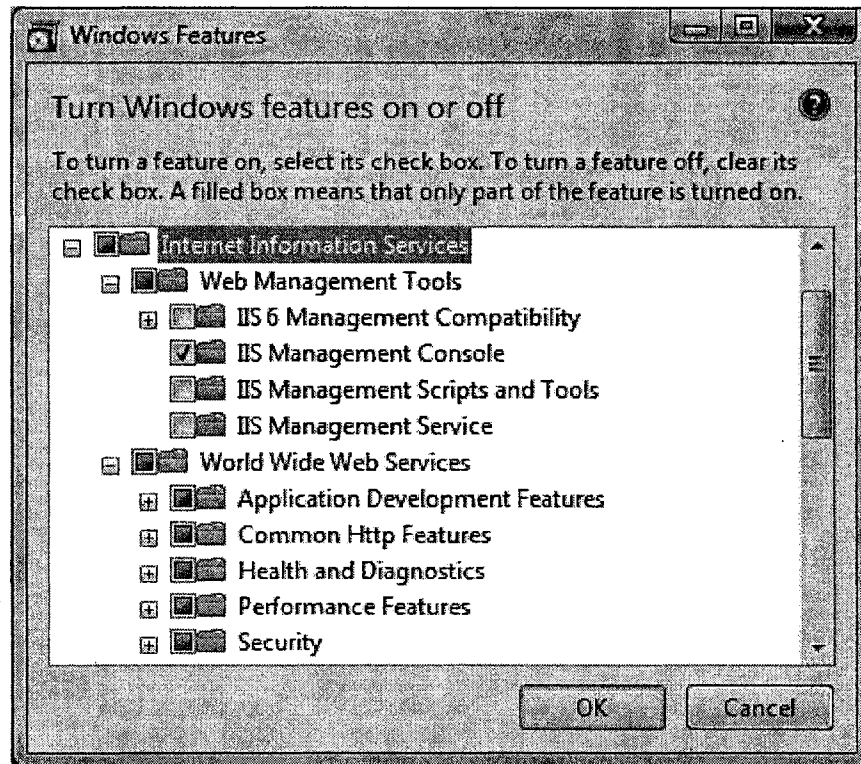 Windows Features
Turn Windows features on or off
To turn a feature on, select its check box. To turn a feature off, clear its
check box. A filled box means that only part of the feature is turned on.
Internet Information Services
Web Management Tools
IIS 6 Management Compatibility
IIS Management Console
IIS Management Scripts and Tools
IIS Management Service
World Wide Web Services
Application Development Features
Common Http Features
Health and Diagnostics
Performance Features
Security
OK Cancel